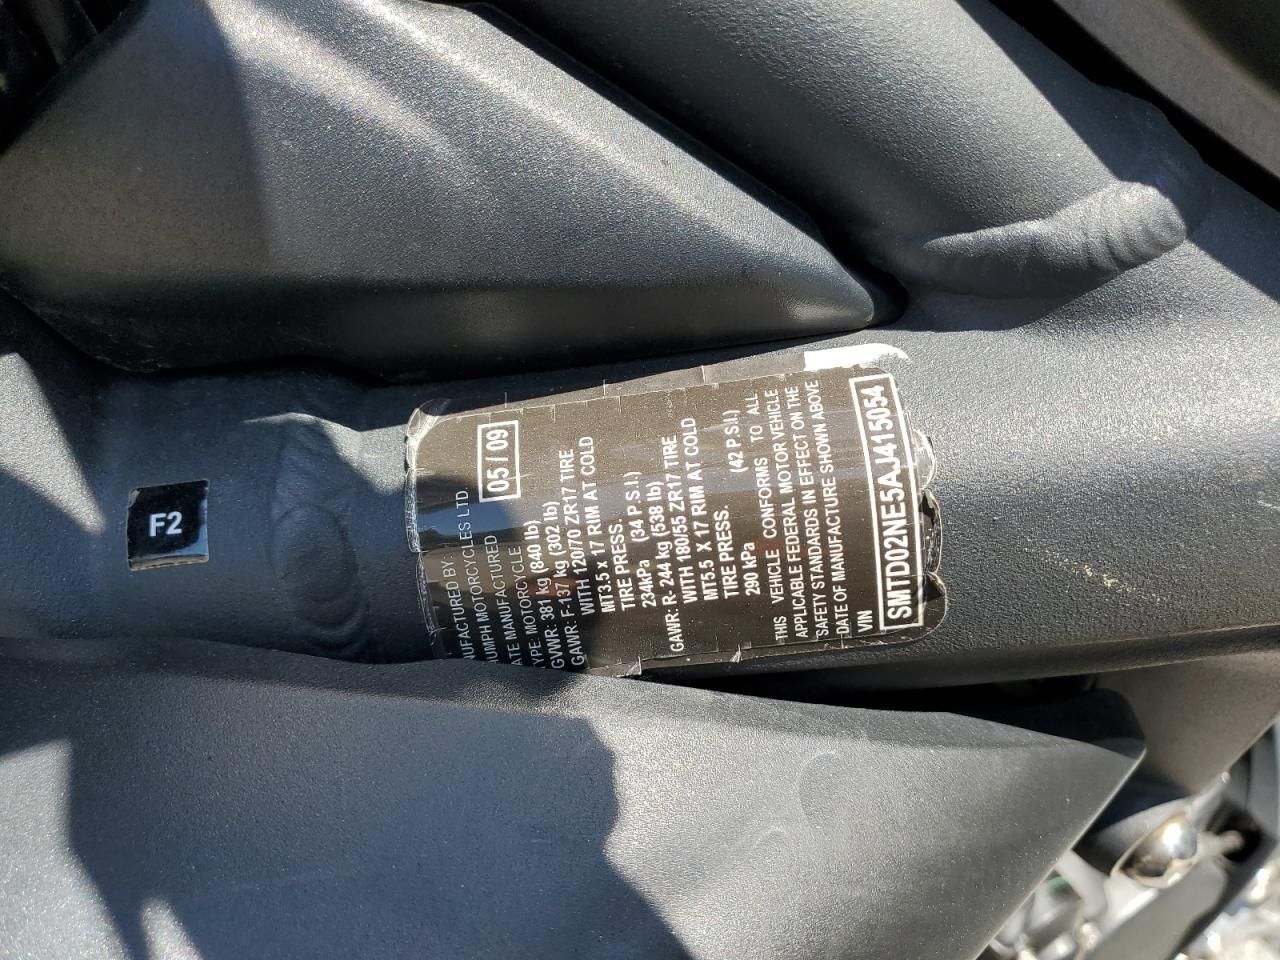 F2
BY:
MOTORCYCLES LTD.
MANUFACTURED 05 / 09
MOTORCYCLE
GVWR: 381 kg (840 lb)
GAWR: F-137 kg (302 lb)
WITH 120/70 ZR17 TIRE
MT3.5 x 17 RIM AT COLD
TIRE PRESS.
234kPa (34 P.S.I.)
GAWR: R- 244 kg (538 lb)
WITH 180/55 ZR17 TIRE
MT5.5 X 17 RIM AT COLD
TIRE PRESS.
290 kPa (42 P.S.I.)
THIS VEHICLE CONFORMS TO ALL
APPLICABLE FEDERAL MOTOR VEHICLE
SAFETY STANDARDS IN EFFECT ON THE
DATE OF MANUFACTURE SHOWN ABOVE
VIN
SMTD02NE5AJ415054